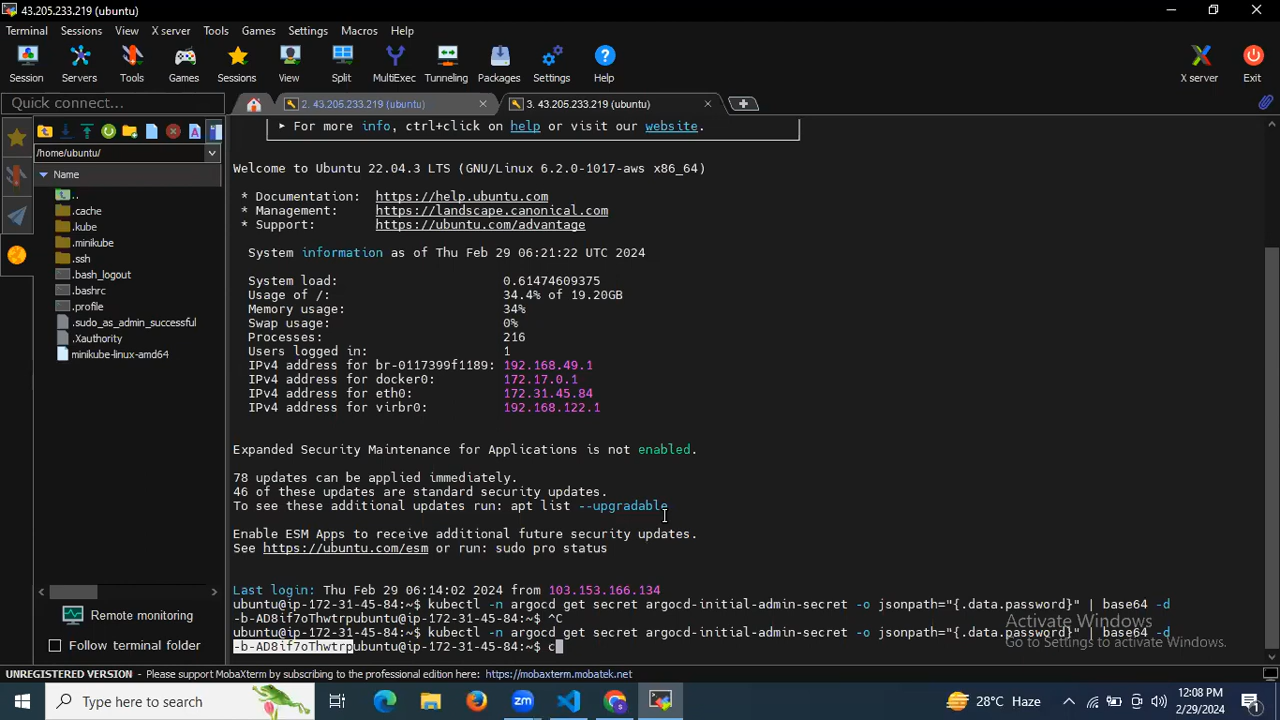 43.205.233.219 (ubuntu)
Terminal Sessions View X server Tools Games Settings Macros Help
Session Servers Tools Games Sessions View Split MultiExec Tunneling Packages Settings Help X server Exit
Quick connect... 2. 43.205.233.219 (ubuntu) 3. 43.205.233.219 (ubuntu)
► For more info, ctrl+click on help or visit our website.
/home/ubuntu/
Name
..
.cache
.kube
.minikube
.ssh
.bash_logout
.bashrc
.profile
.sudo_as_admin_successful
.Xauthority
minikube-linux-amd64
Remote monitoring
Follow terminal folder
Welcome to Ubuntu 22.04.3 LTS (GNU/Linux 6.2.0-1017-aws x86_64)
* Documentation: https://help.ubuntu.com
* Management: https://landscape.canonical.com
* Support: https://ubuntu.com/advantage
System information as of Thu Feb 29 06:21:22 UTC 2024
System load: 0.61474609375
Usage of /: 34.4% of 19.20GB
Memory usage: 34%
Swap usage: 0%
Processes: 216
Users logged in: 1
IPv4 address for br-0117399f1189: 192.168.49.1
IPv4 address for docker0: 172.17.0.1
IPv4 address for eth0: 172.31.45.84
IPv4 address for virbr0: 192.168.122.1
Expanded Security Maintenance for Applications is not enabled.
78 updates can be applied immediately.
46 of these updates are standard security updates.
To see these additional updates run: apt list --upgradable
Enable ESM Apps to receive additional future security updates.
See https://ubuntu.com/esm or run: sudo pro status
Last login: Thu Feb 29 06:14:02 2024 from 103.153.166.134
ubuntu@ip-172-31-45-84:~$ kubectl -n argocd get secret argocd-initial-admin-secret -o jsonpath="{.data.password}" | base64 -d
-b-AD8if7oThwtrpubuntu@ip-172-31-45-84:~$ ^C
ubuntu@ip-172-31-45-84:~$ kubectl -n argocd get secret argocd-initial-admin-secret -o jsonpath="{.data.password}" | base64 -d
-b-AD8if7oThwtrpubuntu@ip-172-31-45-84:~$ c
Activate Windows
Go to Settings to activate Windows.
UNREGISTERED VERSION - Please support MobaXterm by subscribing to the professional edition here: https://mobaxterm.mobatek.net
Type here to search
28°C Haze
12:08 PM
2/29/2024
1